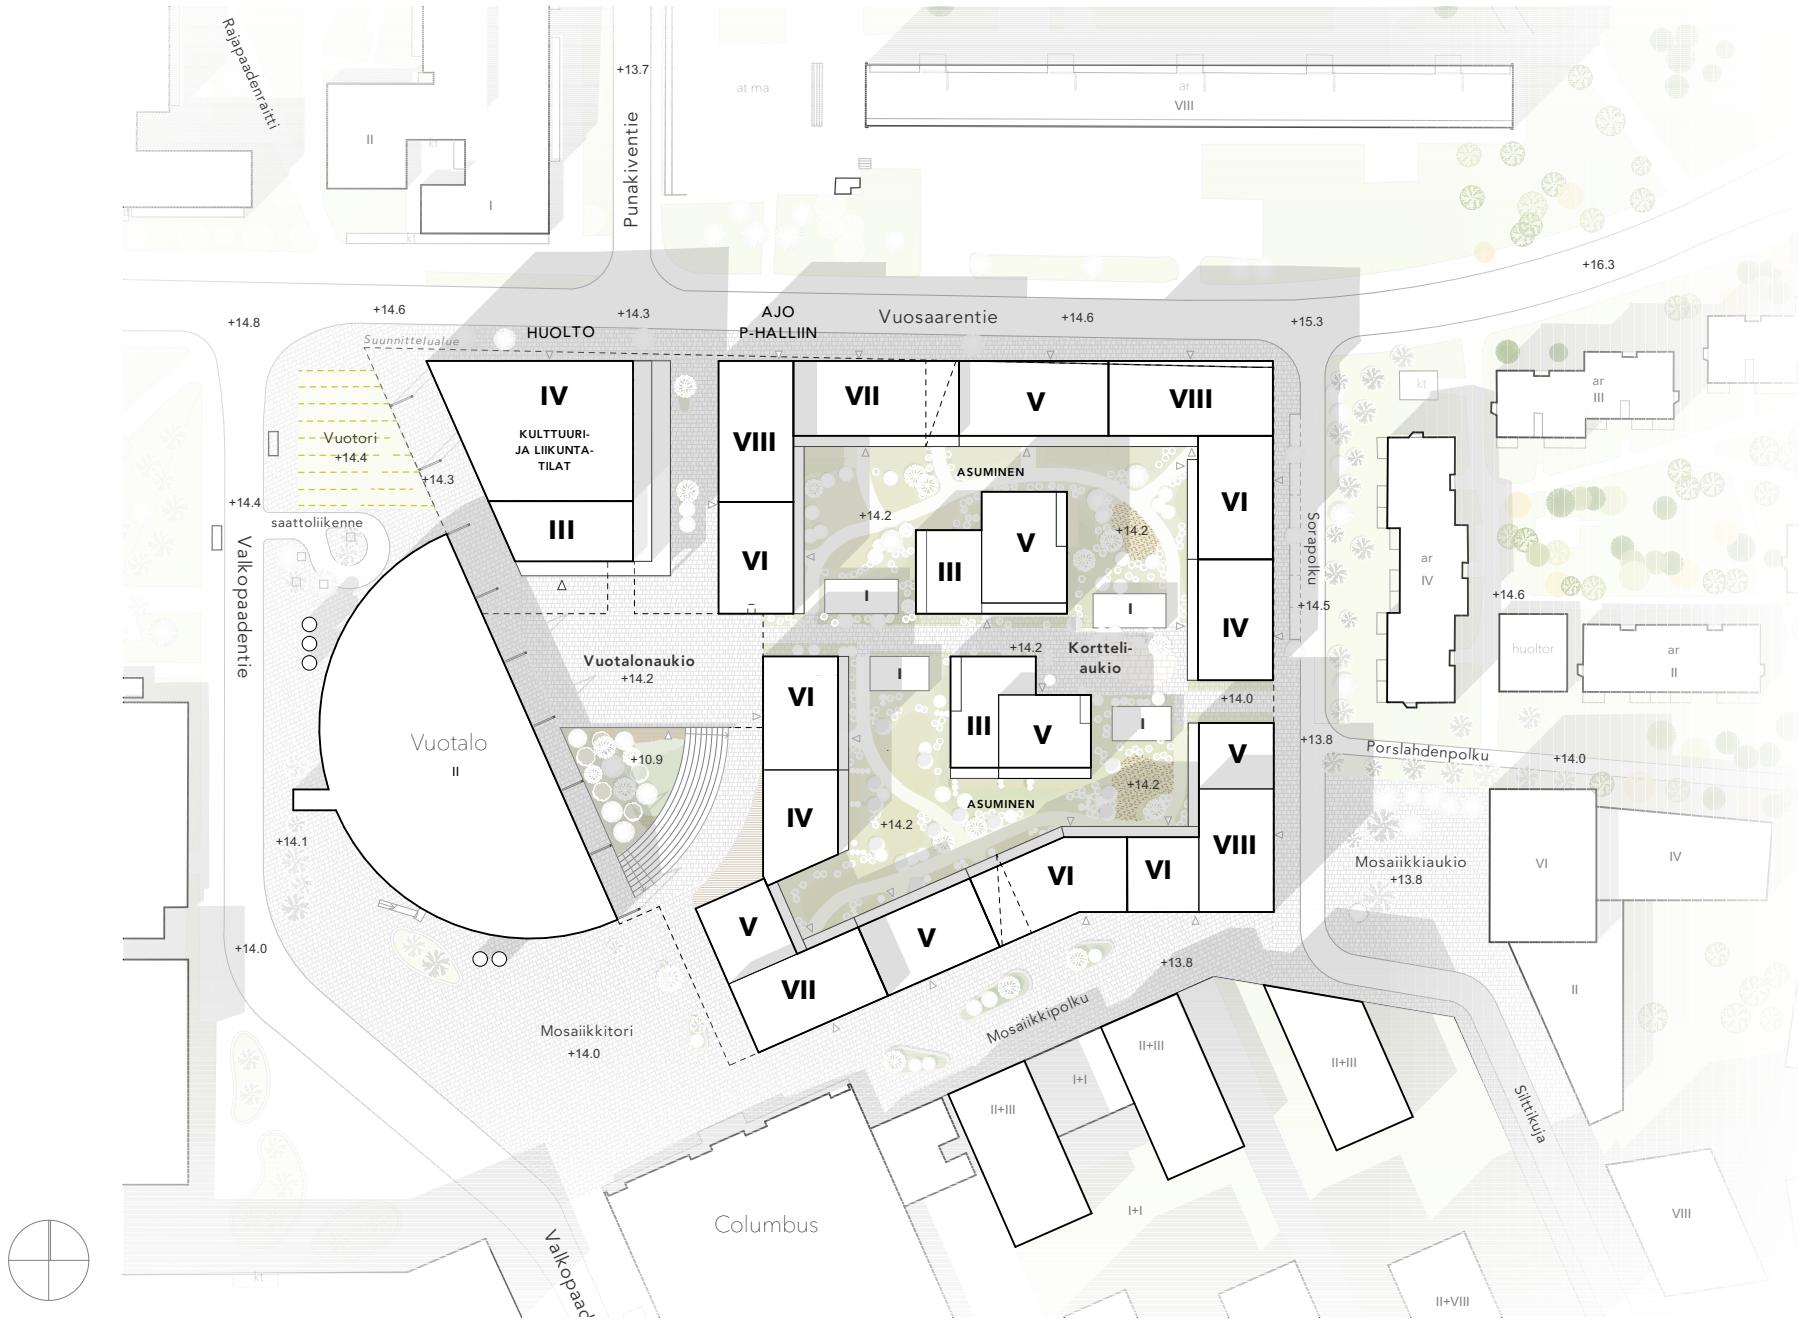 Rajapaadenraitti
+13.7
at ma
ar
VIII
II
kt
I
kt
Punakiventie
+16.3
+14.8
+14.6
+14.3
HUOLTO
AJO
P-HALLIIN
Vuosaarentie
+14.6
+15.3
Suunnittelualue
IV
KULTTUURI-
JA LIIKUNTA-
TILAT
III
VIII
VII
V
VIII
VI
VI
IV
Vuotori
+14.4
+14.3
+14.4
saattoliikenne
Valkopaadentie
ASUMINEN
+14.2
+14.2
V
III
I
I
Sorapolku
+14.5
kt
ar
III
ar
IV
+14.6
huoltor
ar
II
Vuotalonaukio
+14.2
+14.2
Kortteli-
aukio
+14.0
VI
I
III
V
I
V
+13.8
Porslahdenpolku
+14.0
Vuotalo
II
+10.9
+14.2
IV
ASUMINEN
+14.2
VIII
+14.1
VI
VI
V
V
VII
Mosaiikkiaukio
+13.8
VI
IV
II
+14.0
+13.8
Mosaiikkipolku
Mosaiikkitori
+14.0
II+III
II+III
II+III
I+I
I+I
Silttikuja
Columbus
Valkopaad
kt
VIII
II+VIII